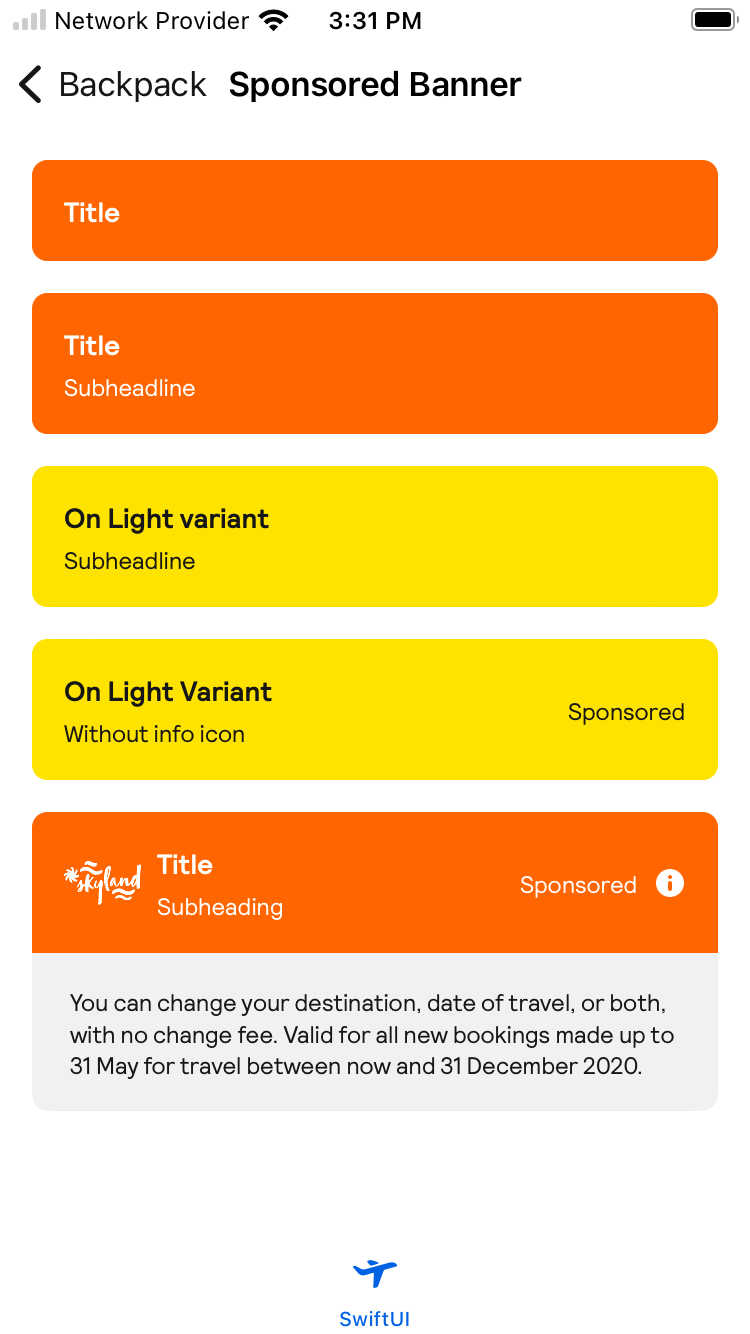 Network Provider 3:31 PM
Backpack Sponsored Banner
Title
Title
Subheadline
On Light variant
Subheadline
On Light Variant
Without info icon
Sponsored
skyland
Title
Subheading
Sponsored
You can change your destination, date of travel, or both,
with no change fee. Valid for all new bookings made up to
31 May for travel between now and 31 December 2020.
SwiftUI